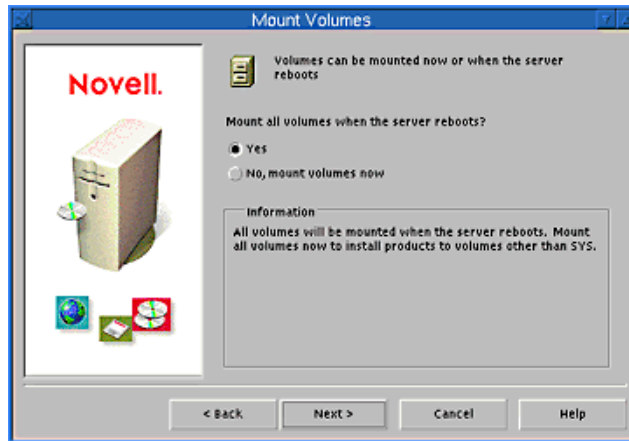 Mount Volumes
Novell.
Volumes can be mounted now or when the server
reboots
Mount all volumes when the server reboots?
Yes
No, mount volumes now
Information
All volumes will be mounted when the server reboots. Mount
all volumes now to install products to volumes other than SYS.
< Back
Next >
Cancel
Help